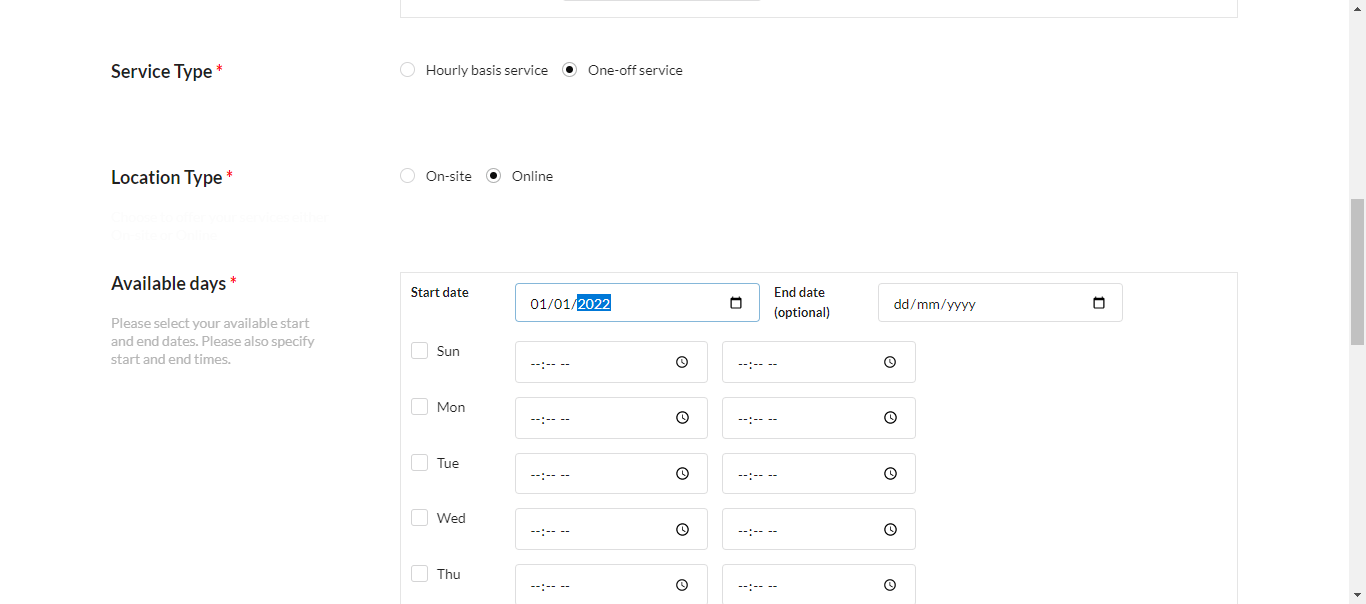 Service Type *
Hourly basis service One-off service
Location Type *
On-site Online
Available days *
Please select your available start
and end dates. Please also specify
start and end times.
Start date 01/01/2022 End date
(optional) dd/mm/yyyy
Sun --:-- -- --:-- --
Mon --:-- -- --:-- --
Tue --:-- -- --:-- --
Wed --:-- -- --:-- --
Thu --:-- -- --:-- --